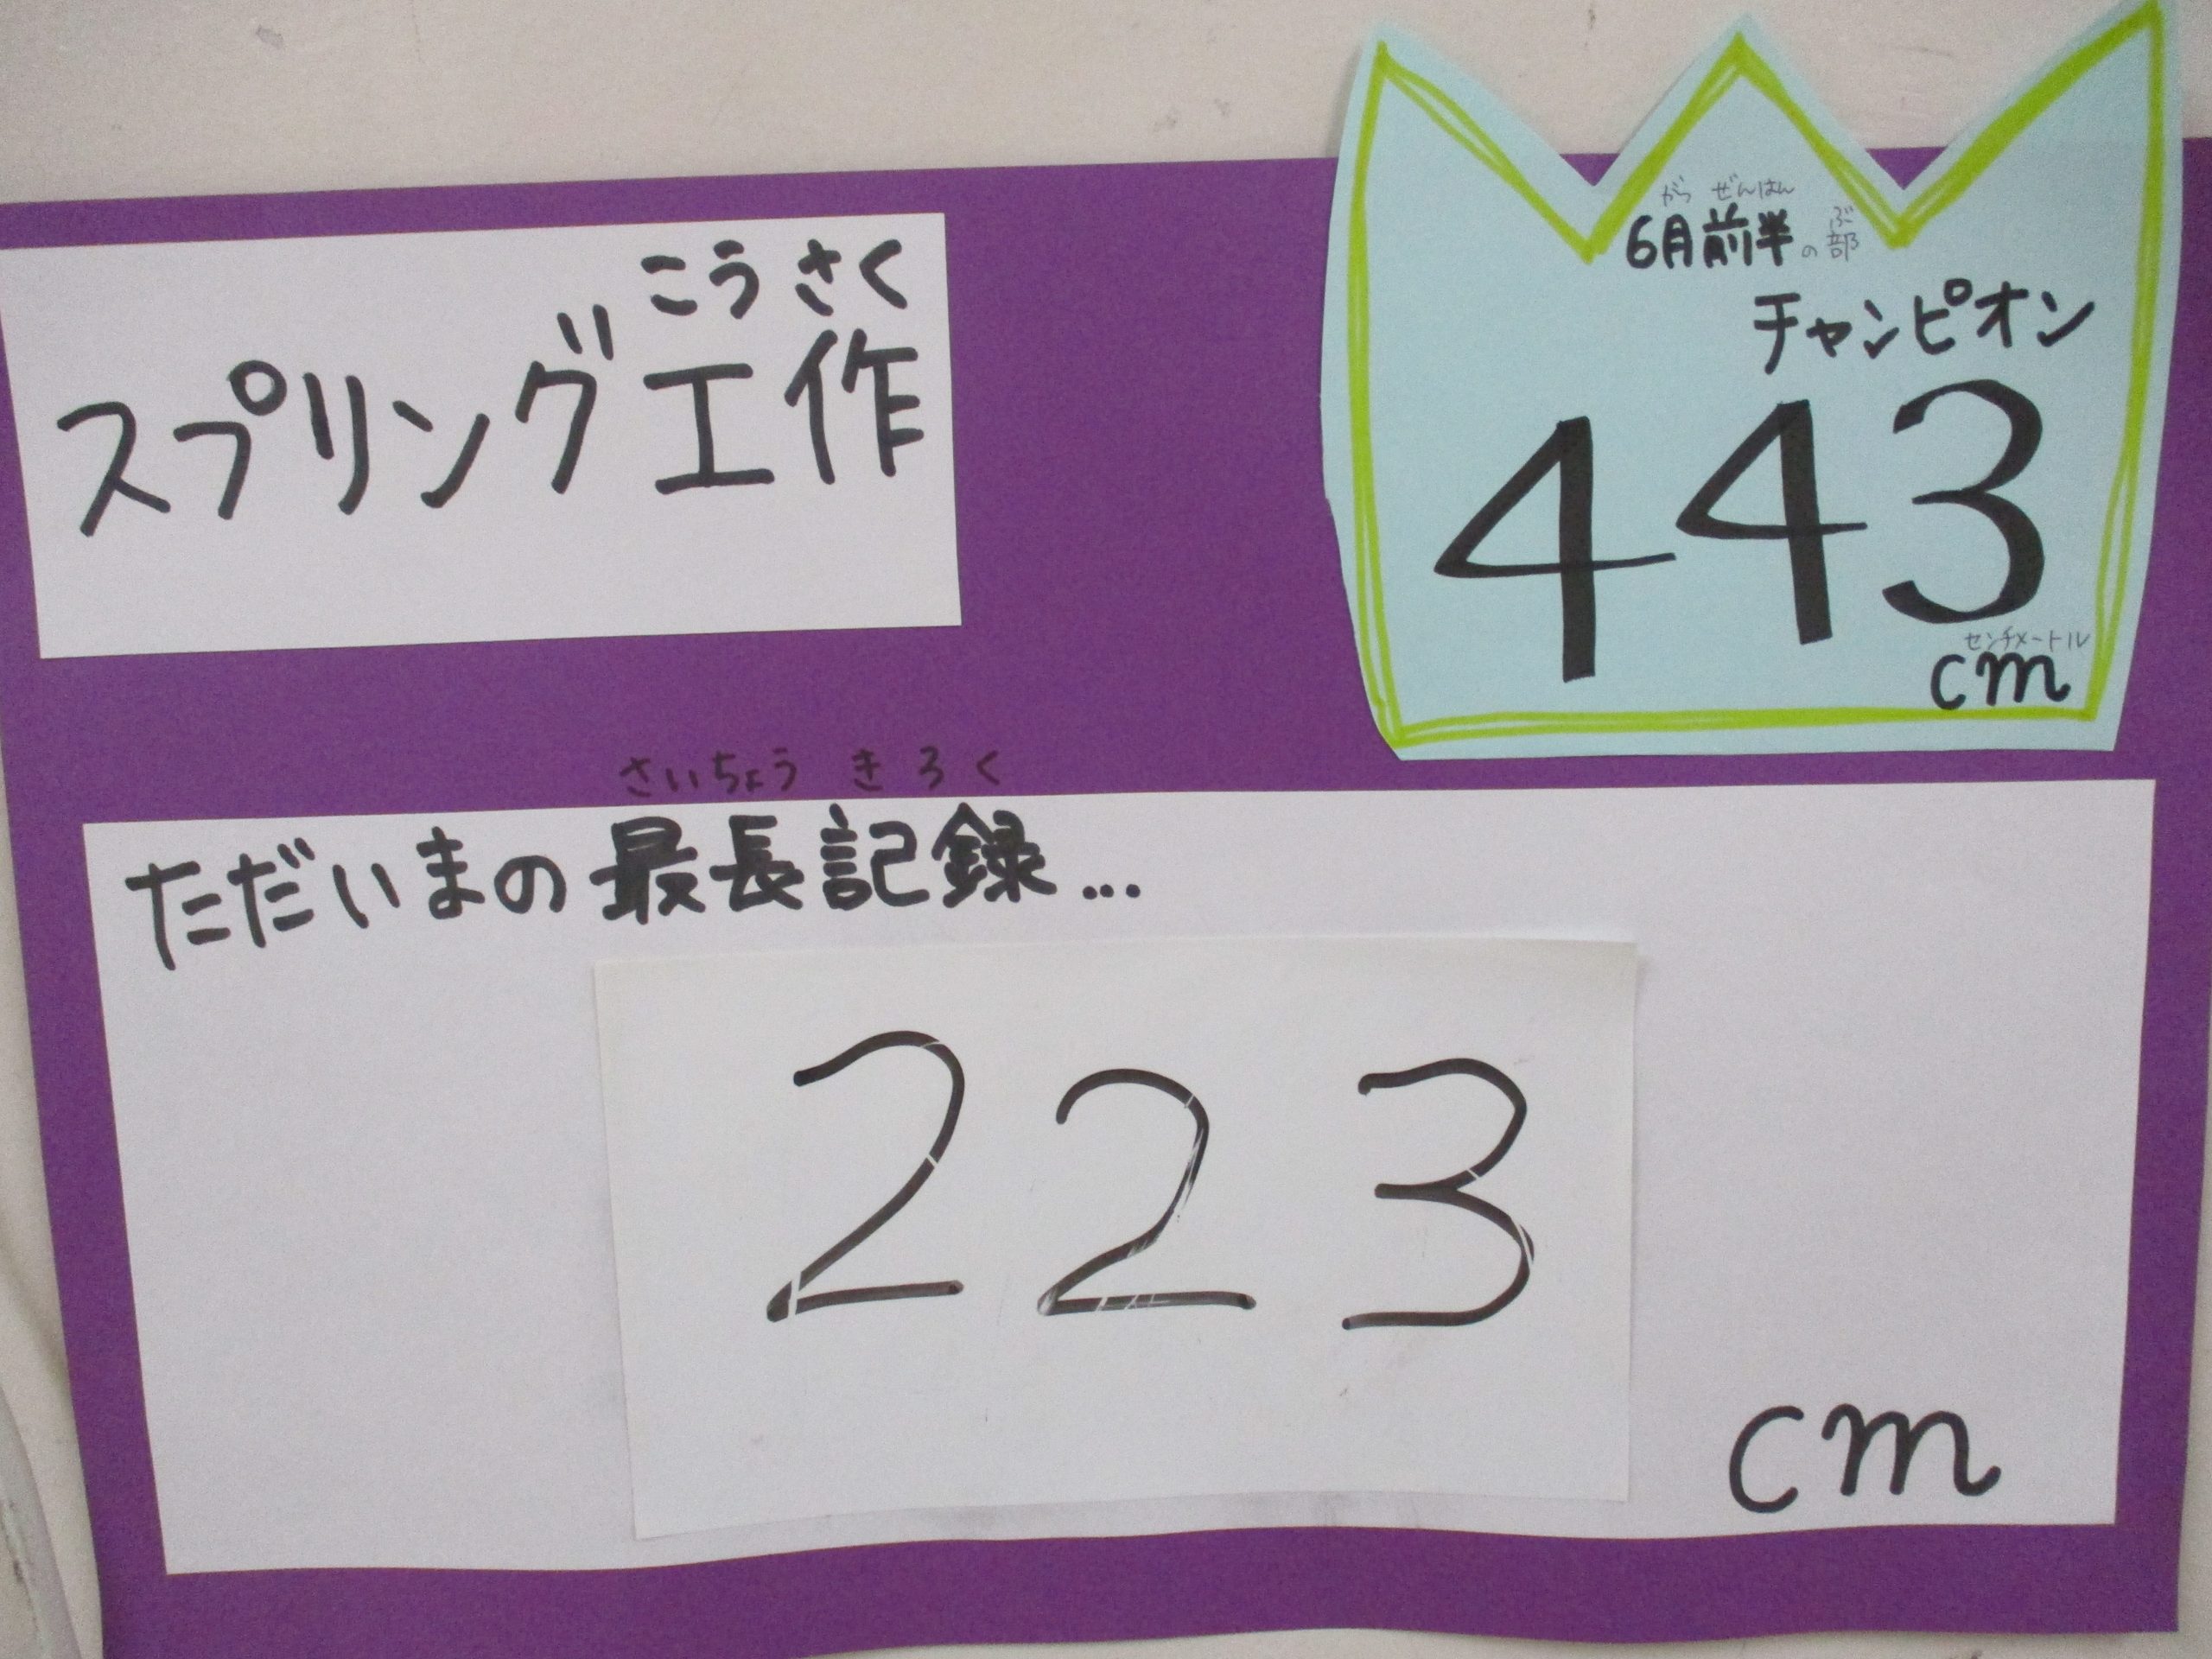 こうさく
スプリング工作
がつ ぜんはん ぶ
6月前半の部
チャンピオン
443
センチメートル
cm
さいちょう きろく
ただいまの最長記録...
223
cm